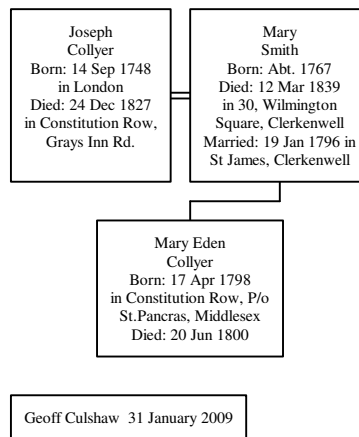 Joseph
Collyer
Born: 14 Sep 1748
in London
Died: 24 Dec 1827
in Constitution Row,
Grays Inn Rd.
Mary
Smith
Born: Abt. 1767
Died: 12 Mar 1839
in 30, Wilmington
Square, Clerkenwell
Married: 19 Jan 1796 in
St James, Clerkenwell
Mary Eden
Collyer
Born: 17 Apr 1798
in Constitution Row, P/o
St.Pancras, Middlesex
Died: 20 Jun 1800
Geoff Culshaw 31 January 2009